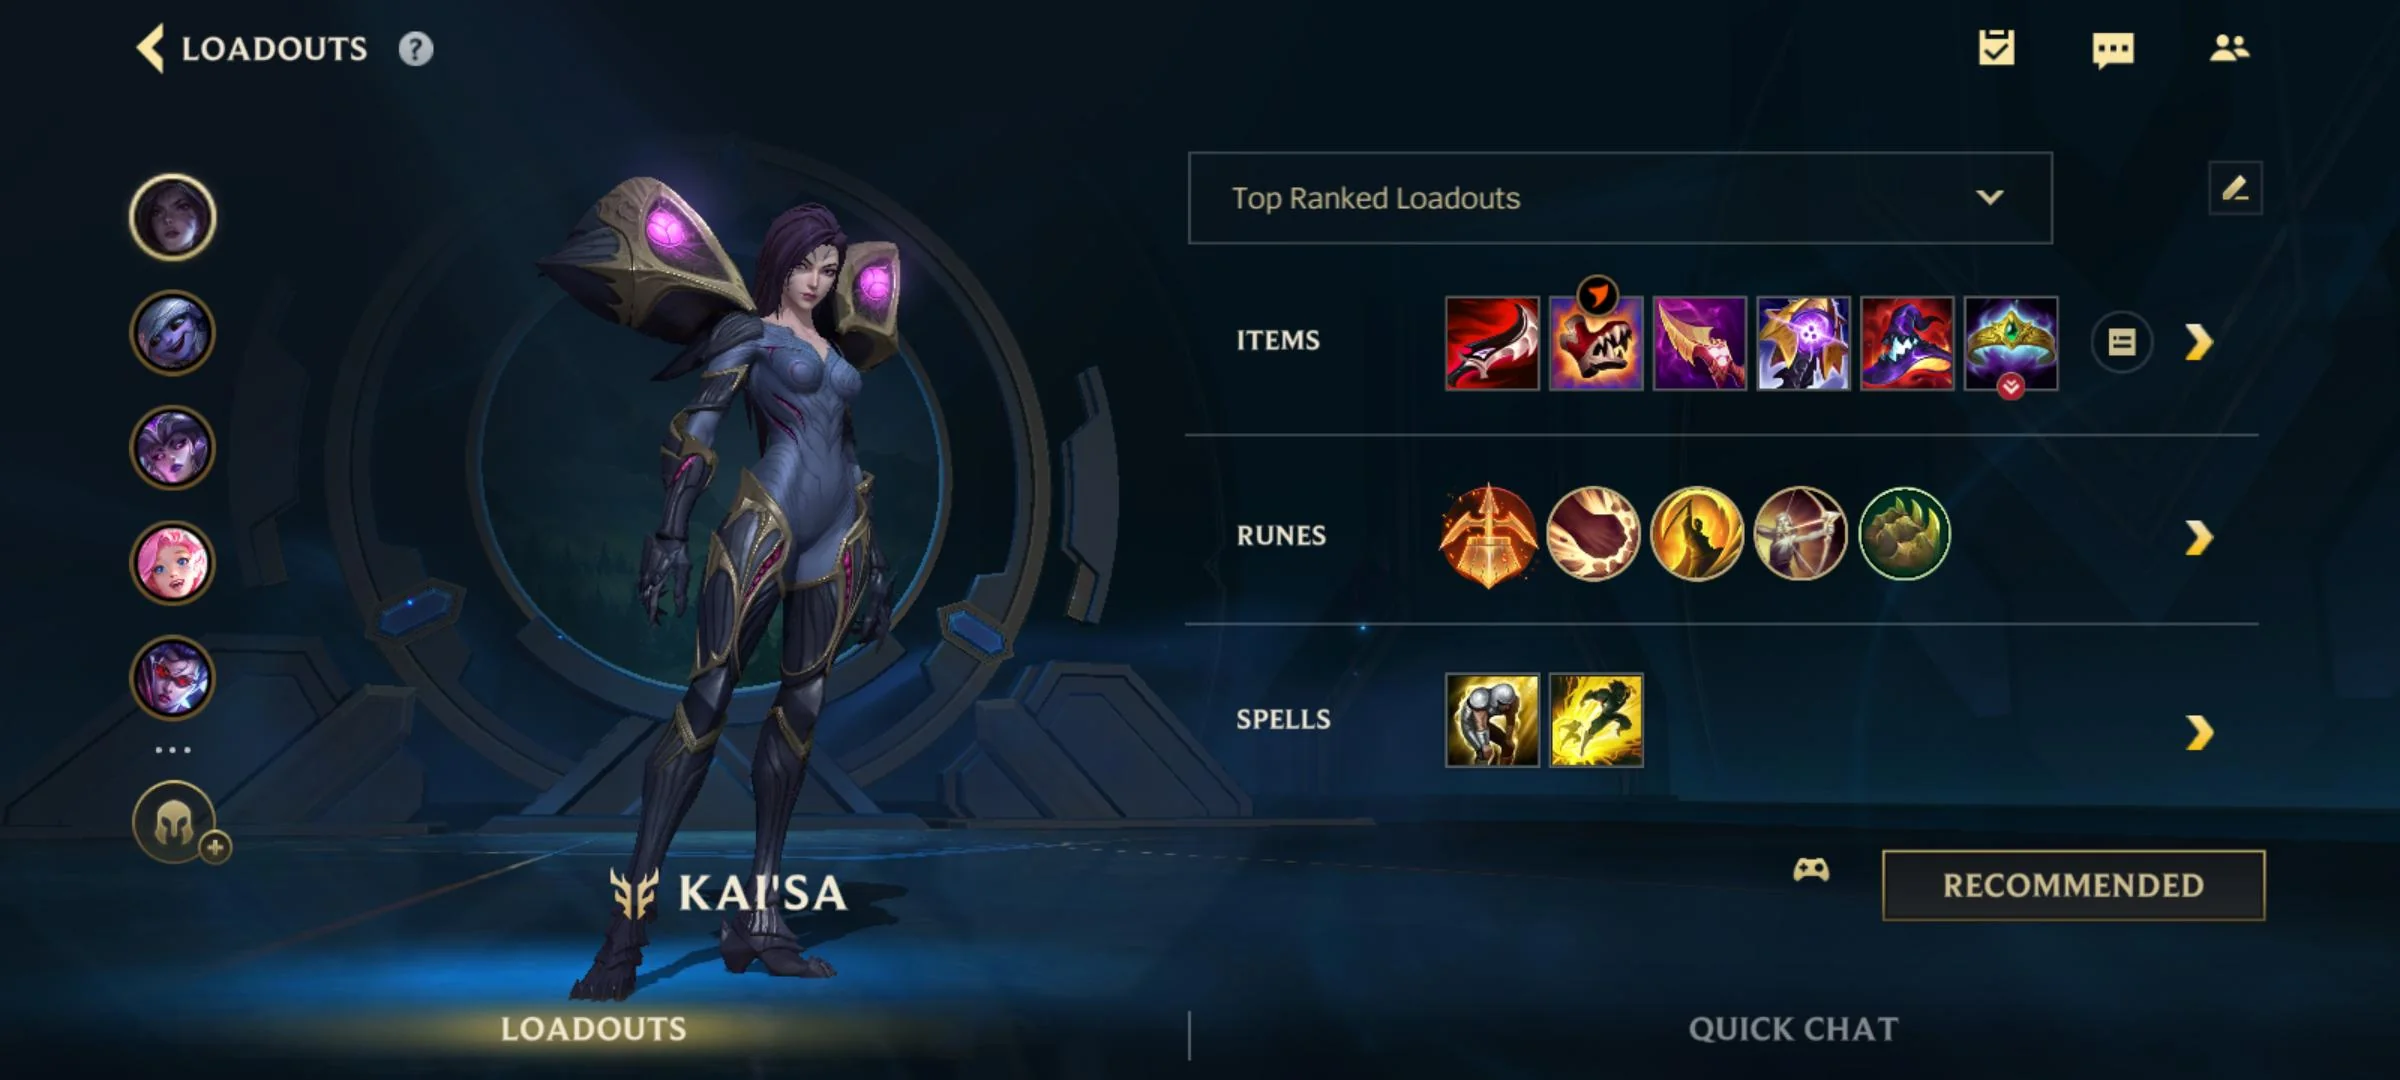 LOADOUTS ?
Top Ranked Loadouts
ITEMS
RUNES
SPELLS
KAI'SA
RECOMMENDED
LOADOUTS
QUICK CHAT